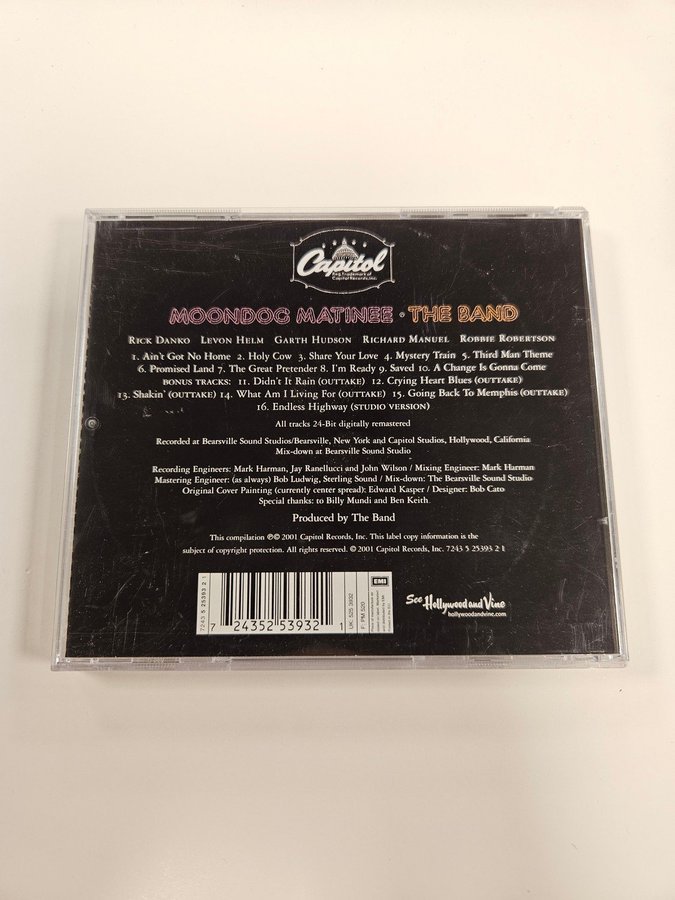 Capitol
Reg. Trademark of
Capitol Records, Inc.
MOONDOG MATINEE • THE BAND
RICK DANKO LEVON HELM GARTH HUDSON RICHARD MANUEL ROBBIE ROBERTSON
1. Ain't Got No Home 2. Holy Cow 3. Share Your Love 4. Mystery Train 5. Third Man Theme
6. Promised Land 7. The Great Pretender 8. I'm Ready 9. Saved 10. A Change Is Gonna Come
BONUS TRACKS: 11. Didn't It Rain (OUTTAKE) 12. Crying Heart Blues (OUTTAKE)
13. Shakin' (OUTTAKE) 14. What Am I Living For (OUTTAKE) 15. Going Back To Memphis (OUTTAKE)
16. Endless Highway (STUDIO VERSION)
All tracks 24-Bit digitally remastered
Recorded at Bearsville Sound Studios/Bearsville, New York and Capitol Studios, Hollywood, California
Mix-down at Bearsville Sound Studio
Recording Engineers: Mark Harman, Jay Ranellucci and John Wilson / Mixing Engineer: Mark Harman
Mastering Engineer: (as always) Bob Ludwig, Sterling Sound / Mix-down: The Bearsville Sound Studio
Original Cover Painting (currently center spread): Edward Kasper / Designer: Bob Cato
Special thanks: to Billy Mundi and Ben Keith.
Produced by The Band
This compilation ℗© 2001 Capitol Records, Inc. This label copy information is the
subject of copyright protection. All rights reserved. © 2001 Capitol Records, Inc. 7243 5 25393 2 1
7243 5 25393 2 1
7 24352 53932 1
UK: 525 3932
F: PM 520
EMI
See Hollywood and Vine
hollywoodandvine.com